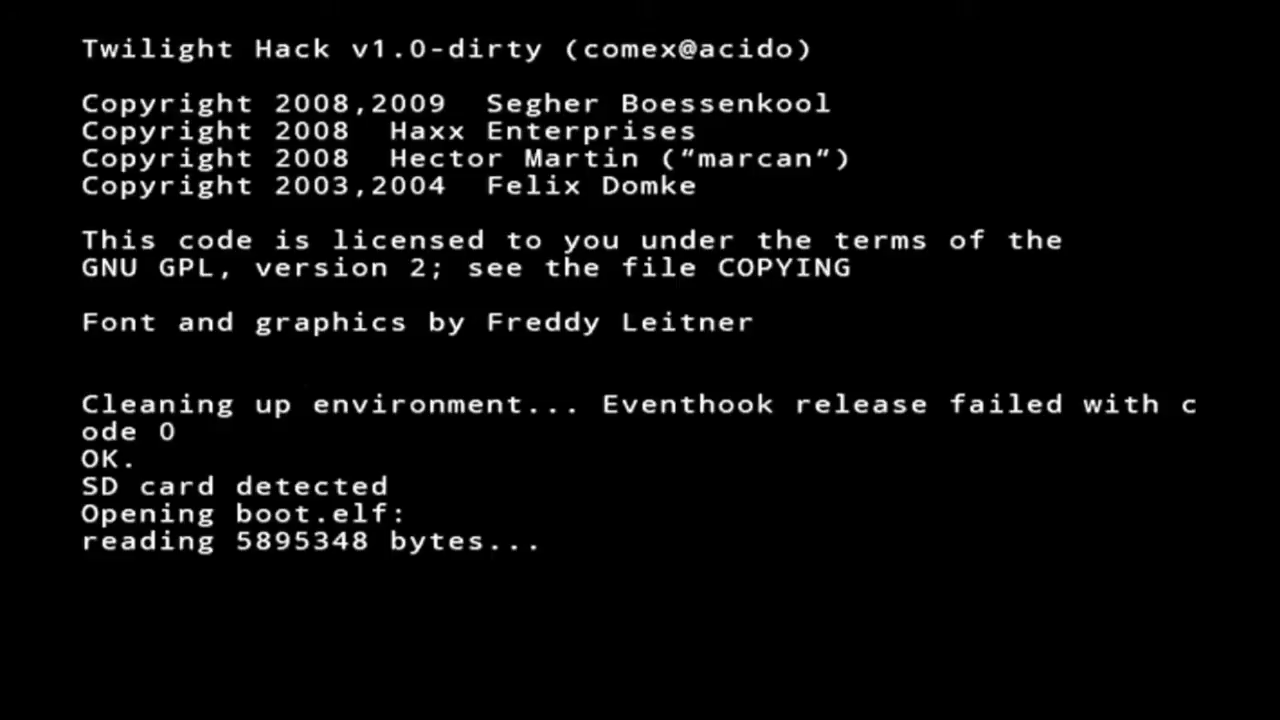 Twilight Hack v1.0-dirty (comex@acido)
Copyright 2008,2009  Segher Boessenkool
Copyright 2008  Haxx Enterprises
Copyright 2008  Hector Martin ("marcan")
Copyright 2003,2004  Felix Domke
This code is licensed to you under the terms of the
GNU GPL, version 2; see the file COPYING
Font and graphics by Freddy Leitner
Cleaning up environment... Eventhook release failed with c
ode 0
OK.
SD card detected
Opening boot.elf:
reading 5895348 bytes...